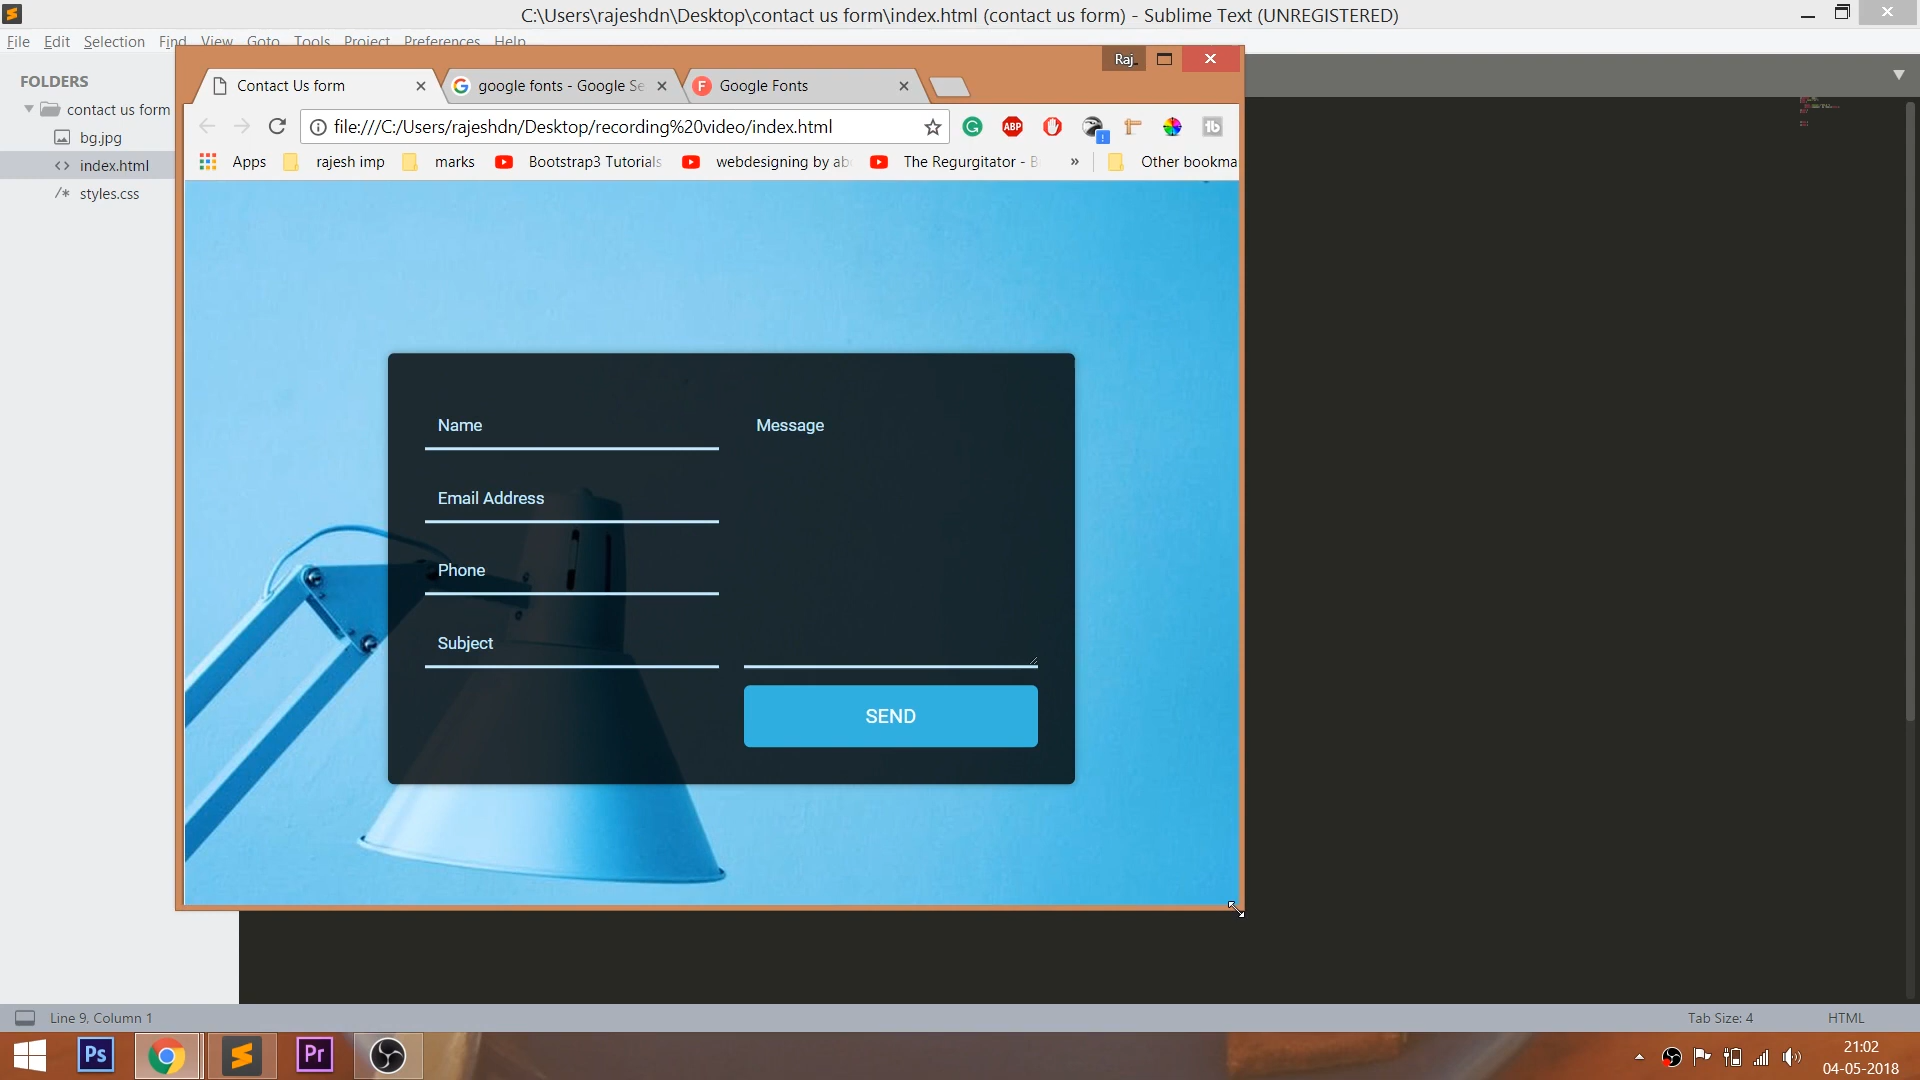 C:\Users\rajeshdn\Desktop\contact us form\index.html (contact us form) - Sublime Text (UNREGISTERED)
File Edit Selection Find View Goto Tools Project Preferences Help
Raj
FOLDERS
contact us form
bg.jpg
index.html
styles.css
Contact Us form
google fonts - Google Se
Google Fonts
file:///C:/Users/rajeshdn/Desktop/recording%20video/index.html
ABP
Apps rajesh imp marks Bootstrap3 Tutorials webdesigning by ab The Regurgitator - B » Other bookma
Name
Message
Email Address
Phone
Subject
SEND
Line 9, Column 1
Tab Size: 4
HTML
Ps
Pr
21:02
04-05-2018